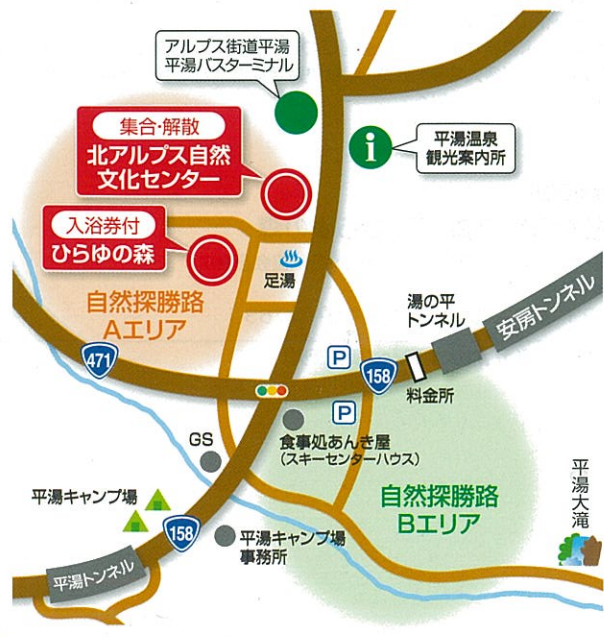 アルプス街道平湯
平湯バスターミナル
集合・解散
北アルプス自然
文化センター
i
平湯温泉
観光案内所
入浴券付
ひらゆの森
足湯
自然探勝路
Aエリア
湯の平
トンネル
安房トンネル
471
P
158
料金所
P
GS
食事処あんき屋
（スキーセンターハウス）
平湯キャンプ場
自然探勝路
Bエリア
平湯大滝
158
平湯キャンプ場
事務所
平湯トンネル